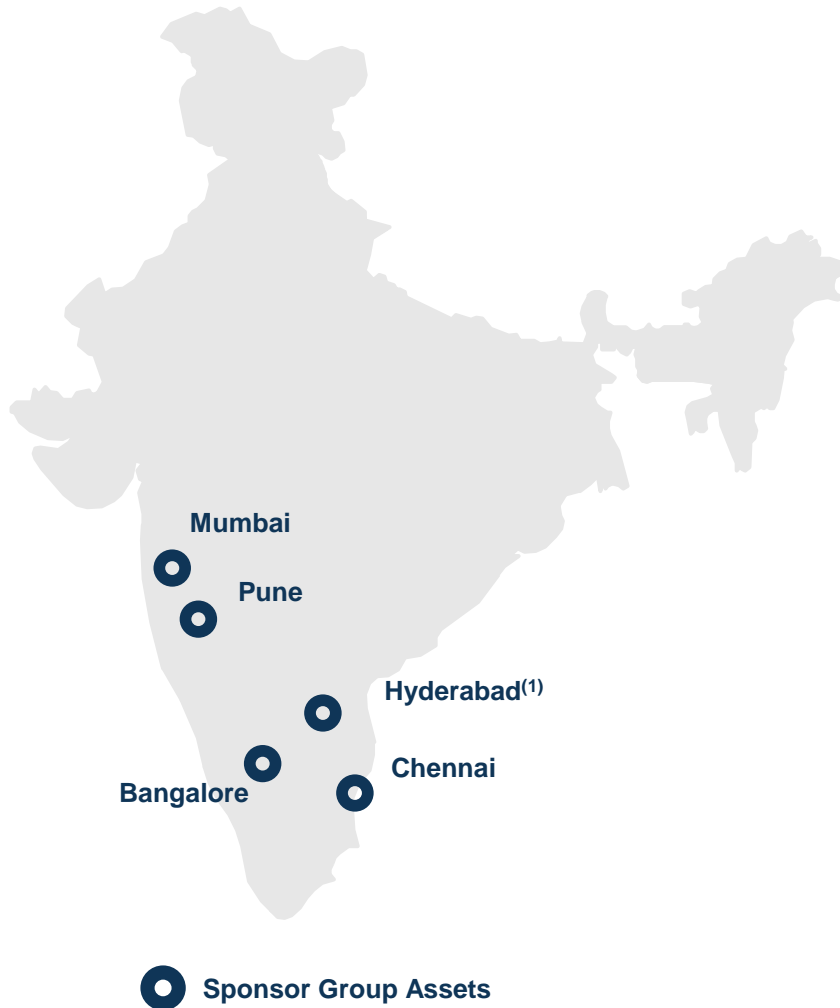 Mumbai
Pune
Hyderabad(1)
Chennai
Bangalore
Sponsor Group Assets